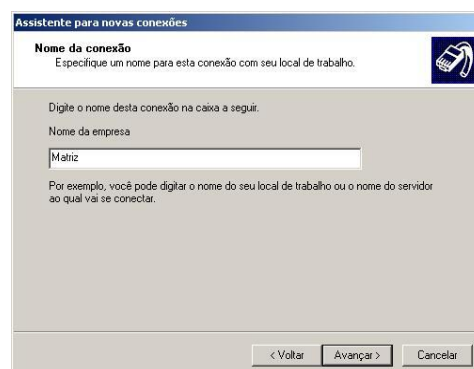 Assistente para novas conexões
Nome da conexão
Especifique um nome para esta conexão com seu local de trabalho.
Digite o nome desta conexão na caixa a seguir.
Nome da empresa
Matriz
Por exemplo, você pode digitar o nome do seu local de trabalho ou o nome do servidor
ao qual vai se conectar.
< Voltar
Avançar >
Cancelar